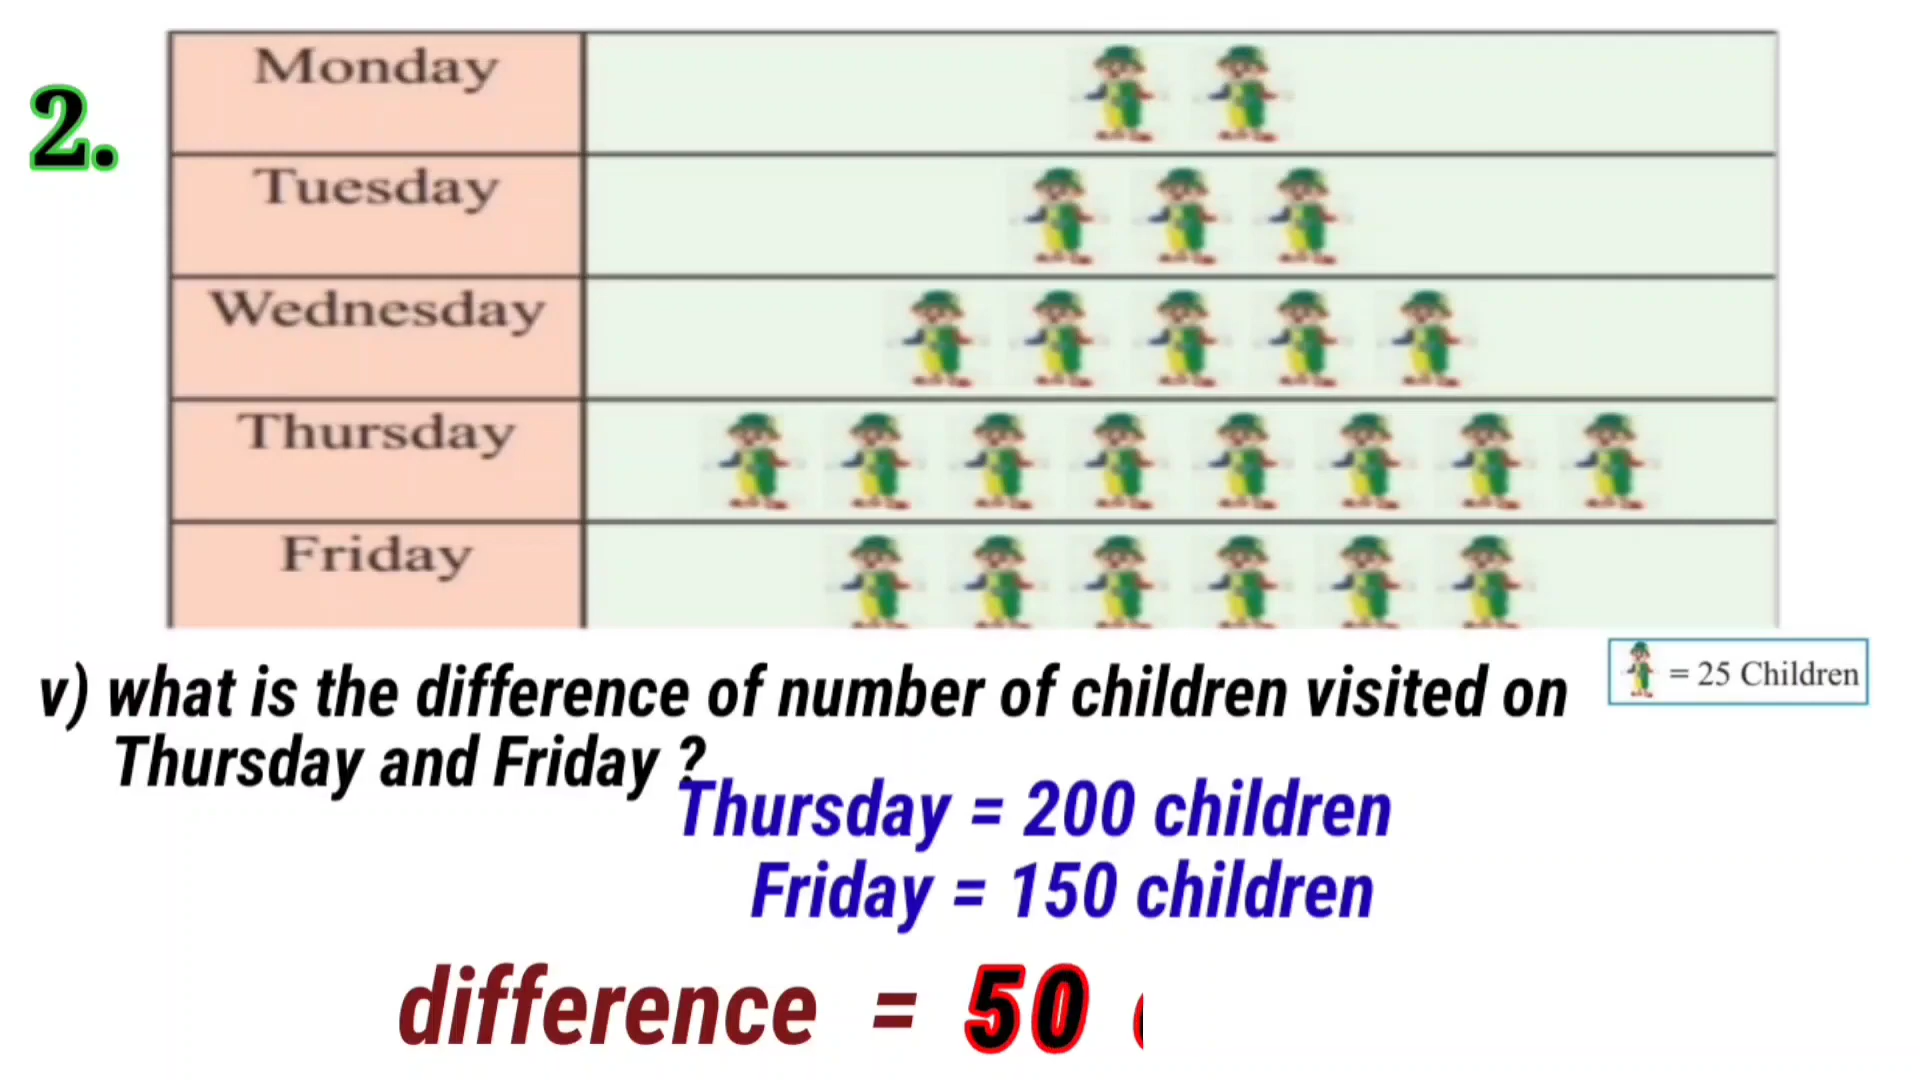 2.
Monday
Tuesday
Wednesday
Thursday
Friday
= 25 Children
v) what is the difference of number of children visited on
Thursday and Friday ?
Thursday = 200 children
Friday = 150 children
difference = 50